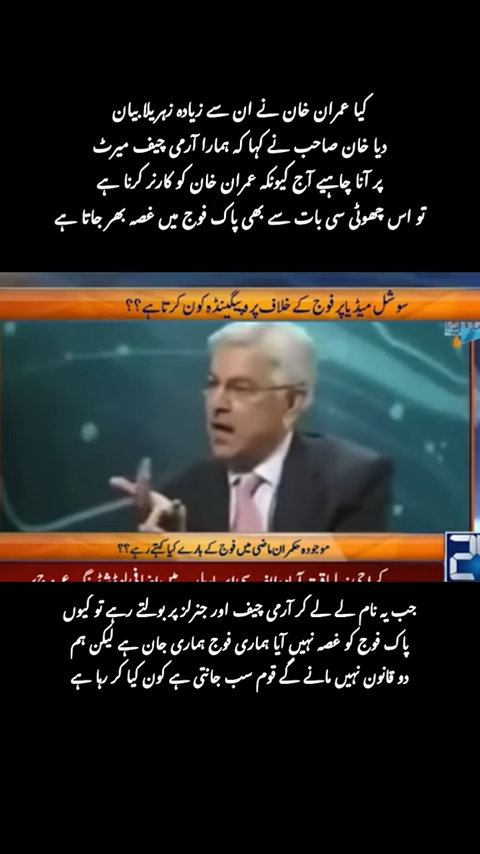 کیا عمران خان نے ان سے زیادہ زہریلا بیان
دیا خان صاحب نے کہا کہ ہمارا آرمی چیف میرٹ
پر آنا چاہیے آج کیونکہ عمران خان کو کارنر کرنا ہے
تو اس چھوٹی سی بات سے بھی پاک فوج میں غصہ بھر جاتا ہے
سوشل میڈیا پر فوج کے خلاف پروپیگنڈہ کون کرتا ہے؟؟
موجودہ حکمران ماضی میں فوج کے بارے کیا کہتے رہے؟؟
24
جب یہ نام لے لے کر آرمی چیف اور جنرلز پر بولتے رہے تو کیوں
پاک فوج کو غصہ نہیں آیا ہماری فوج ہماری جان ہے لیکن ہم
دو قانون نہیں مانے گے قوم سب جانتی ہے کون کیا کر رہا ہے